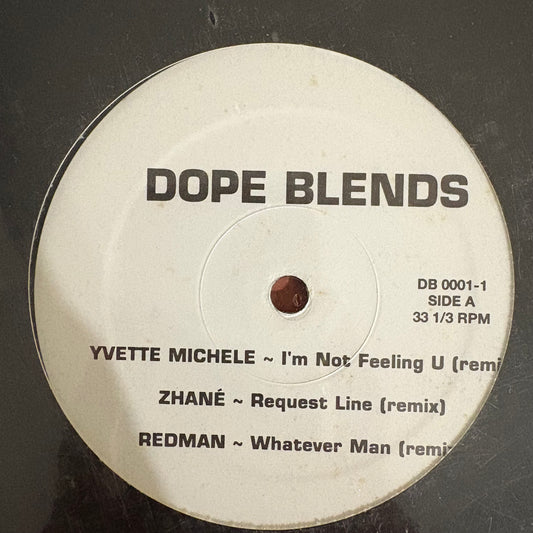 DOPE BLENDS
DB 0001-1
SIDE A
33 1/3 RPM
YVETTE MICHELE ~ I'm Not Feeling U (remi
ZHANÉ ~ Request Line (remix)
REDMAN ~ Whatever Man (remi